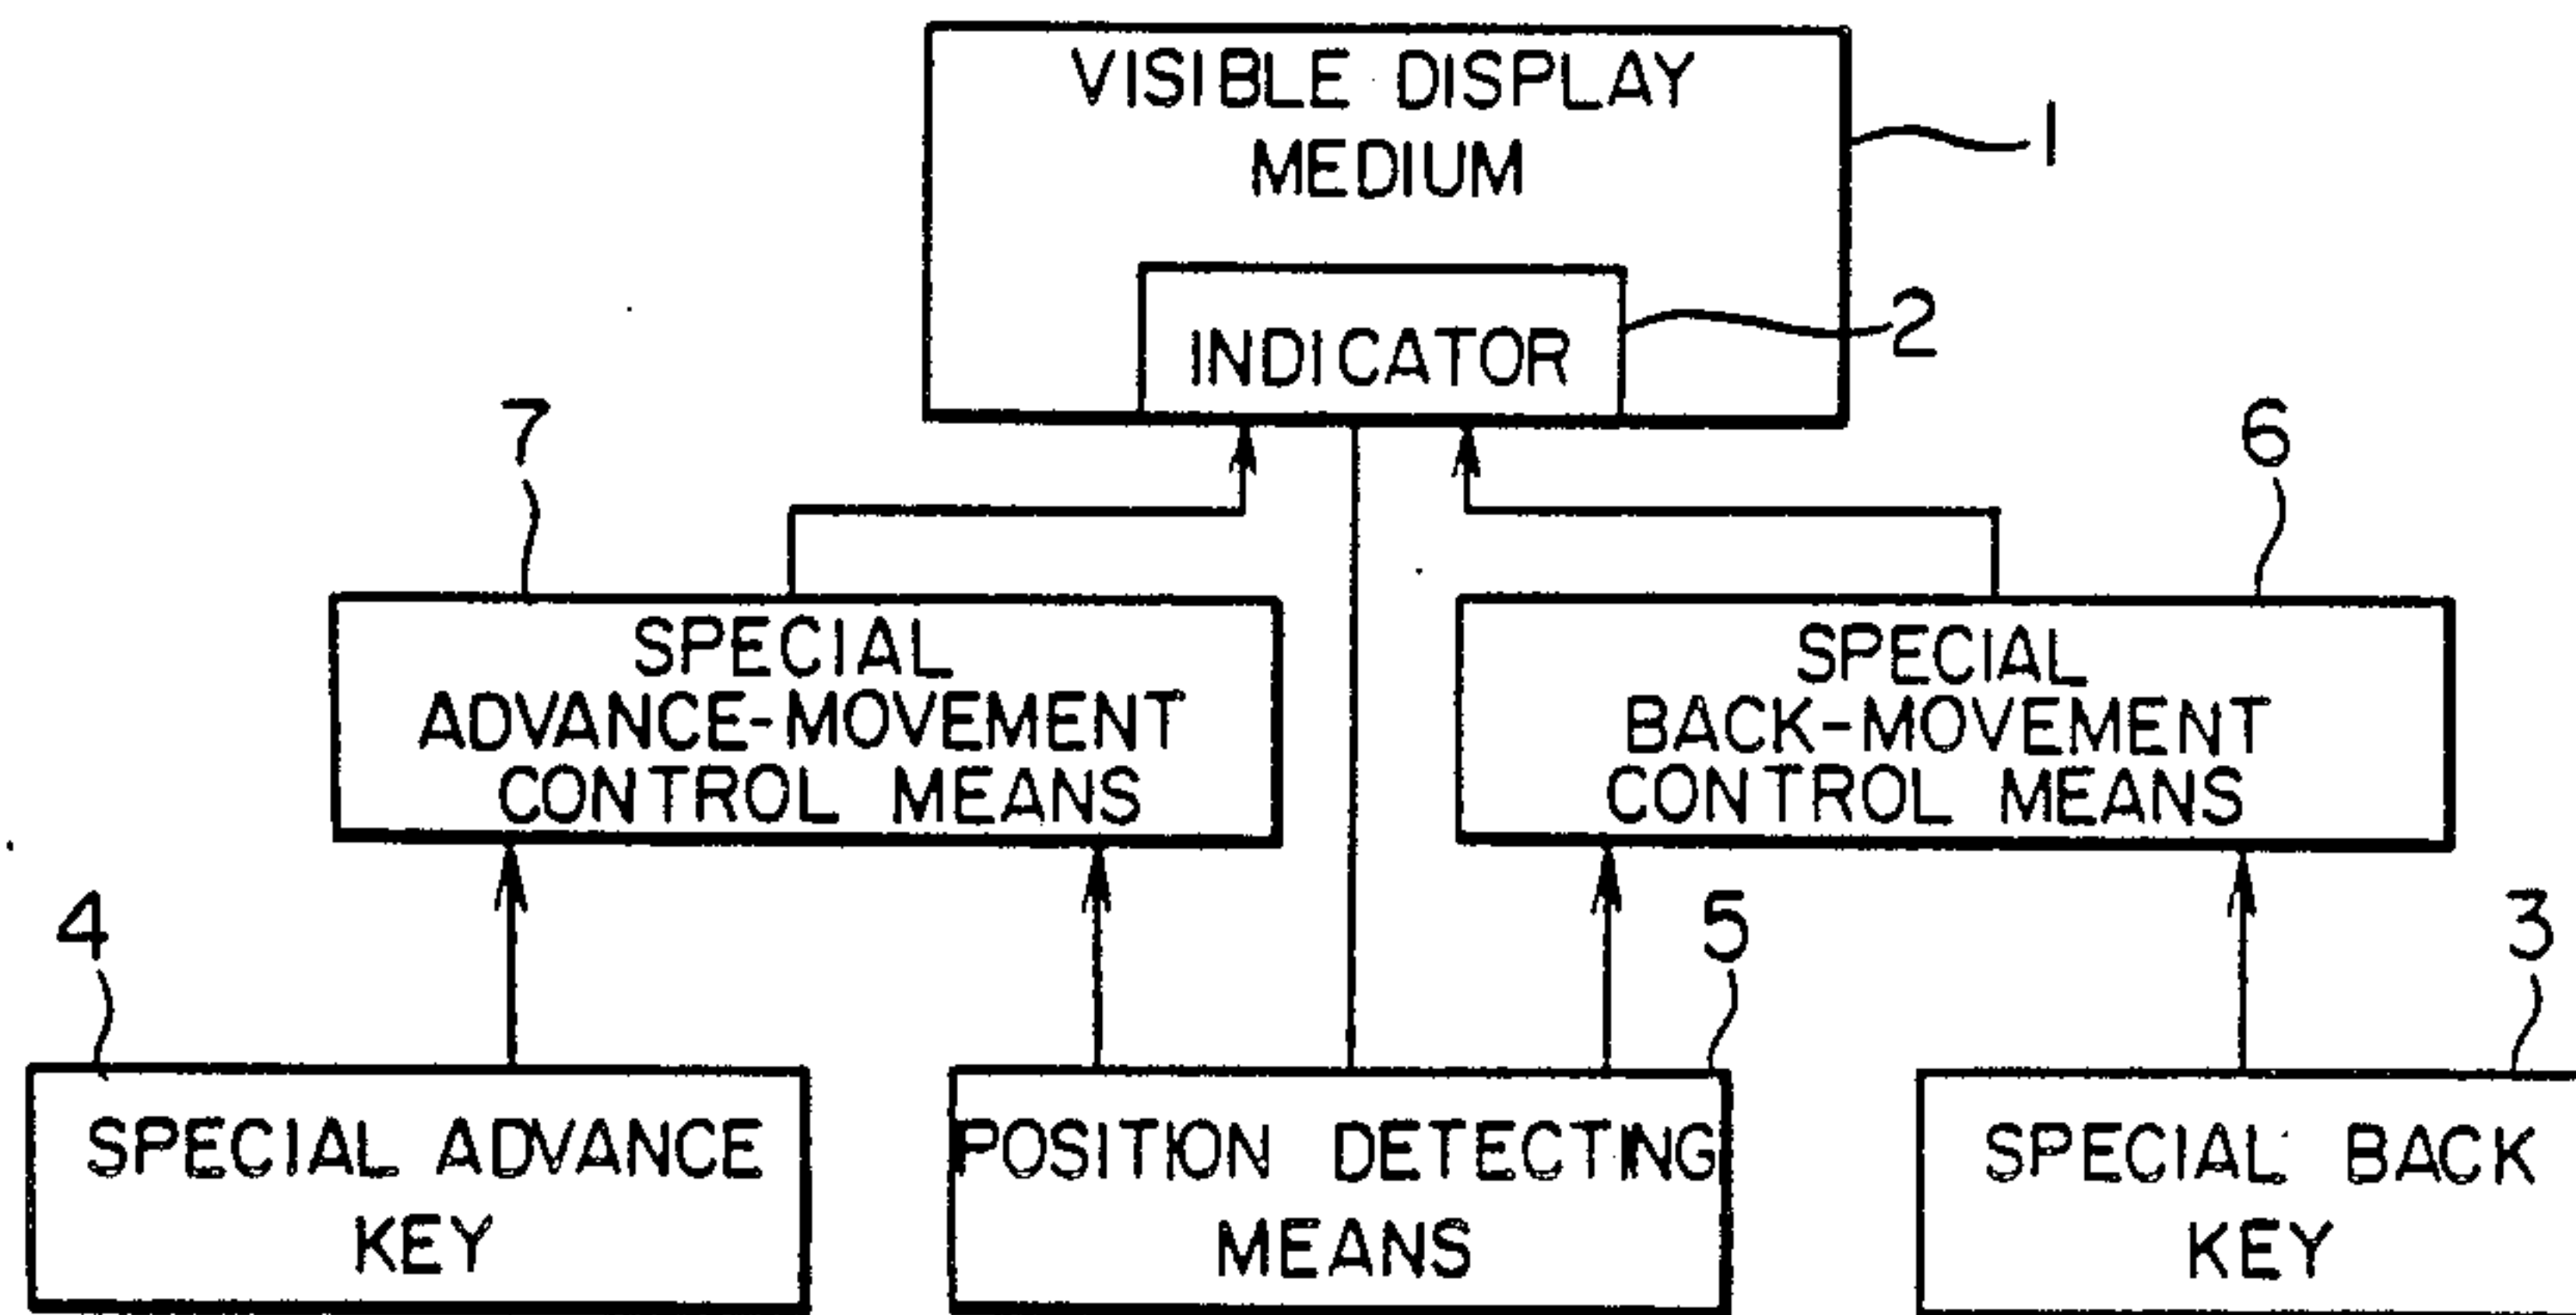 VISIBLE DISPLAY
MEDIUM
1
INDICATOR
2
7
6
SPECIAL
ADVANCE-MOVEMENT
CONTROL MEANS
SPECIAL
BACK-MOVEMENT
CONTROL MEANS
4
5
3
SPECIAL ADVANCE
KEY
POSITION DETECTING
MEANS
SPECIAL BACK
KEY